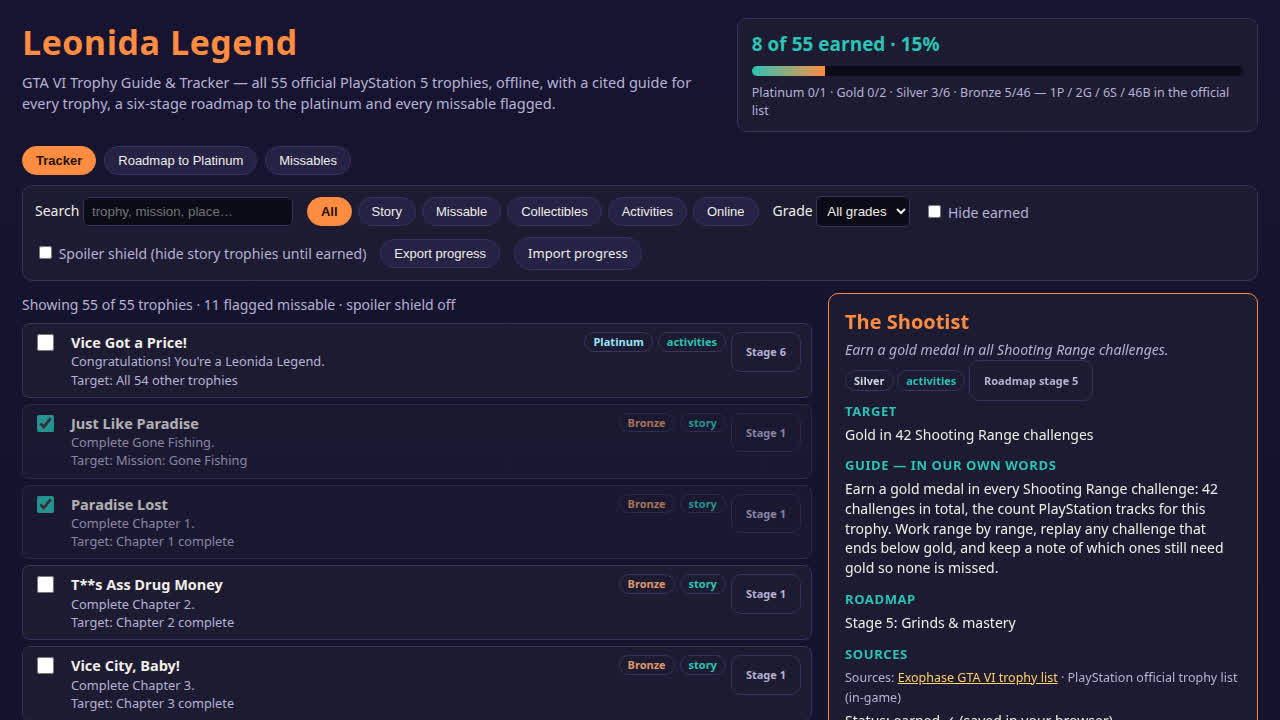 Leonida Legend
GTA VI Trophy Guide & Tracker — all 55 official PlayStation 5 trophies, offline, with a cited guide for
every trophy, a six-stage roadmap to the platinum and every missable flagged.
8 of 55 earned · 15%
Platinum 0/1 · Gold 0/2 · Silver 3/6 · Bronze 5/46 — 1P / 2G / 6S / 46B in the official
list
Tracker Roadmap to Platinum Missables
Search trophy, mission, place… All Story Missable Collectibles Activities Online Grade All grades Hide earned
Spoiler shield (hide story trophies until earned) Export progress Import progress
Showing 55 of 55 trophies · 11 flagged missable · spoiler shield off
Vice Got a Price! Platinum activities Stage 6
Congratulations! You're a Leonida Legend.
Target: All 54 other trophies
Just Like Paradise Bronze story Stage 1
Complete Gone Fishing.
Target: Mission: Gone Fishing
Paradise Lost Bronze story Stage 1
Complete Chapter 1.
Target: Chapter 1 complete
T**s Ass Drug Money Bronze story Stage 1
Complete Chapter 2.
Target: Chapter 2 complete
Vice City, Baby! Bronze story Stage 1
Complete Chapter 3.
Target: Chapter 3 complete
The Shootist
Earn a gold medal in all Shooting Range challenges.
Silver activities Roadmap stage 5
TARGET
Gold in 42 Shooting Range challenges
GUIDE — IN OUR OWN WORDS
Earn a gold medal in every Shooting Range challenge: 42
challenges in total, the count PlayStation tracks for this
trophy. Work range by range, replay any challenge that
ends below gold, and keep a note of which ones still need
gold so none is missed.
ROADMAP
Stage 5: Grinds & mastery
SOURCES
Sources: Exophase GTA VI trophy list · PlayStation official trophy list
(in-game)
Status: earned ✓ (saved in your browser)